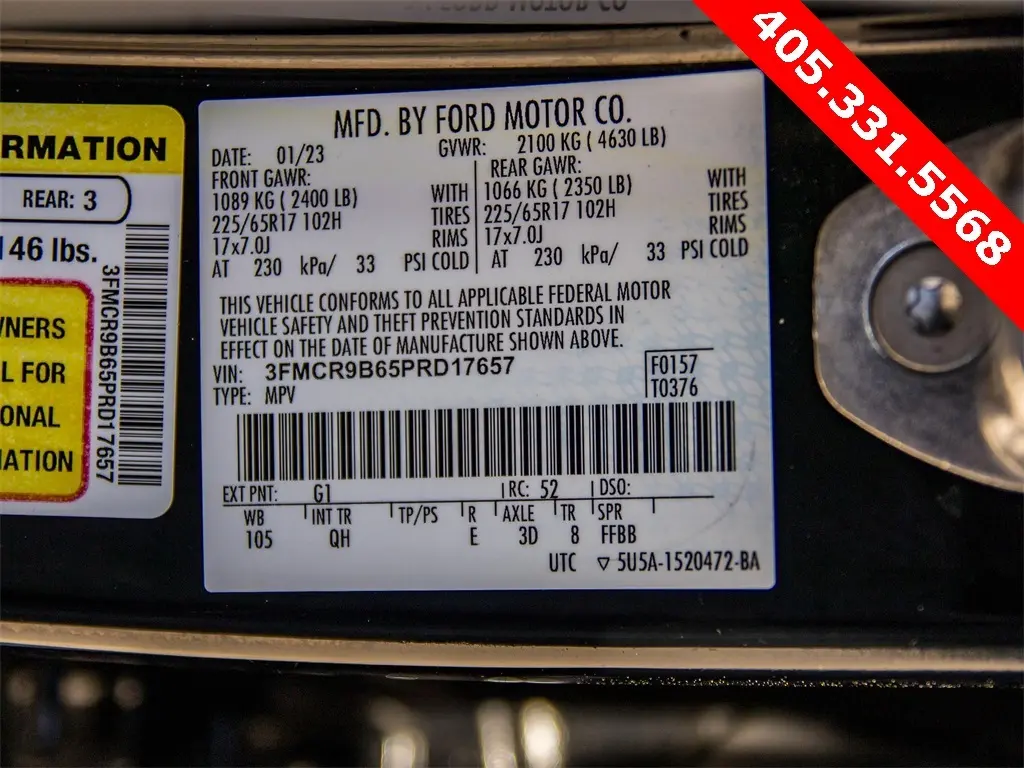 405.331.5568
RMATION
REAR: 3
146 lbs.
3FMCR9B65PRD17657
WNERS
L FOR
ONAL
MATION
MFD. BY FORD MOTOR CO.
DATE: 01/23 GVWR: 2100 KG ( 4630 LB)
FRONT GAWR: REAR GAWR:
1089 KG ( 2400 LB) WITH 1066 KG ( 2350 LB) WITH
225/65R17 102H TIRES 225/65R17 102H TIRES
17x7.0J RIMS 17x7.0J RIMS
AT 230 kPa/ 33 PSI COLD AT 230 kPa/ 33 PSI COLD
THIS VEHICLE CONFORMS TO ALL APPLICABLE FEDERAL MOTOR
VEHICLE SAFETY AND THEFT PREVENTION STANDARDS IN
EFFECT ON THE DATE OF MANUFACTURE SHOWN ABOVE.
VIN: 3FMCR9B65PRD17657 F0157
TYPE: MPV T0376
EXT PNT: G1 RC: 52 DSO:
WB INT TR TP/PS R AXLE TR SPR
105 QH E 3D 8 FFBB
UTC ▽ 5U5A-1520472-BA